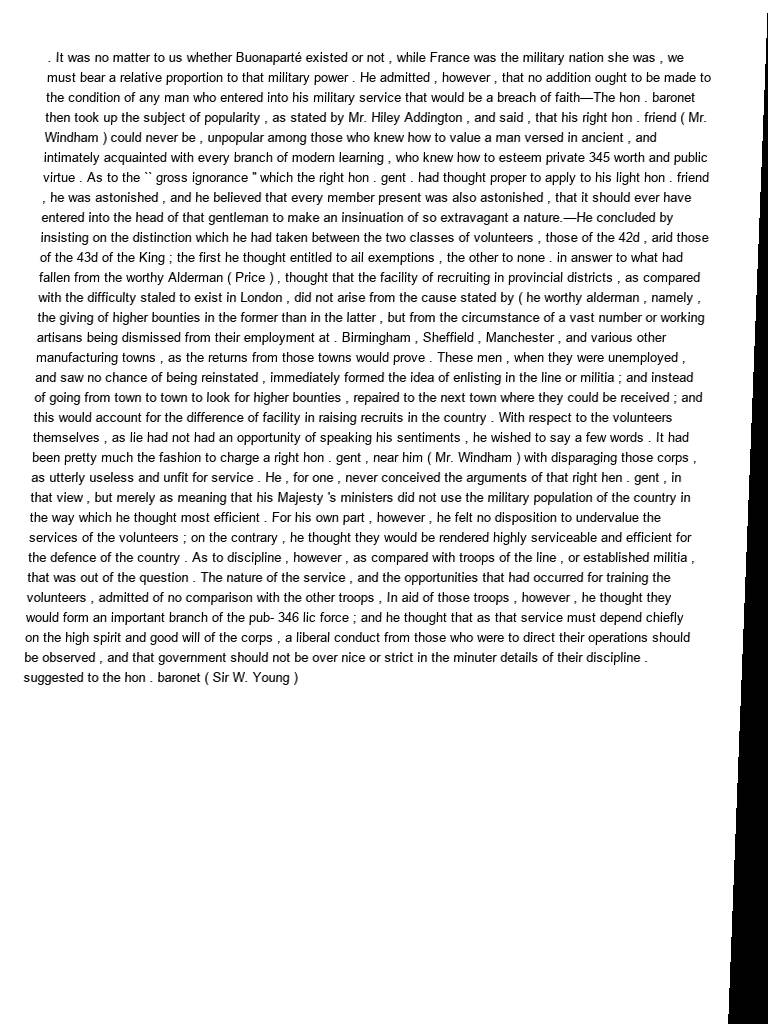 . It was no matter to us whether Buonaparté existed or not , while France was the military nation she was , we
must bear a relative proportion to that military power . He admitted , however , that no addition ought to be made to
the condition of any man who entered into his military service that would be a breach of faith—The hon . baronet
then took up the subject of popularity , as stated by Mr. Hiley Addington , and said , that his right hon . friend ( Mr.
Windham ) could never be , unpopular among those who knew how to value a man versed in ancient , and
intimately acquainted with every branch of modern learning , who knew how to esteem private 345 worth and public
virtue . As to the `` gross ignorance " which the right hon . gent . had thought proper to apply to his light hon . friend
, he was astonished , and he believed that every member present was also astonished , that it should ever have
entered into the head of that gentleman to make an insinuation of so extravagant a nature.—He concluded by
insisting on the distinction which he had taken between the two classes of volunteers , those of the 42d , arid those
of the 43d of the King ; the first he thought entitled to ail exemptions , the other to none . in answer to what had
fallen from the worthy Alderman ( Price ) , thought that the facility of recruiting in provincial districts , as compared
with the difficulty staled to exist in London , did not arise from the cause stated by ( he worthy alderman , namely ,
the giving of higher bounties in the former than in the latter , but from the circumstance of a vast number or working
artisans being dismissed from their employment at . Birmingham , Sheffield , Manchester , and various other
manufacturing towns , as the returns from those towns would prove . These men , when they were unemployed ,
and saw no chance of being reinstated , immediately formed the idea of enlisting in the line or militia ; and instead
of going from town to town to look for higher bounties , repaired to the next town where they could be received ; and
this would account for the difference of facility in raising recruits in the country . With respect to the volunteers
themselves , as lie had not had an opportunity of speaking his sentiments , he wished to say a few words . It had
been pretty much the fashion to charge a right hon . gent , near him ( Mr. Windham ) with disparaging those corps ,
as utterly useless and unfit for service . He , for one , never conceived the arguments of that right hen . gent , in
that view , but merely as meaning that his Majesty 's ministers did not use the military population of the country in
the way which he thought most efficient . For his own part , however , he felt no disposition to undervalue the
services of the volunteers ; on the contrary , he thought they would be rendered highly serviceable and efficient for
the defence of the country . As to discipline , however , as compared with troops of the line , or established militia ,
that was out of the question . The nature of the service , and the opportunities that had occurred for training the
volunteers , admitted of no comparison with the other troops , In aid of those troops , however , he thought they
would form an important branch of the pub- 346 lic force ; and he thought that as that service must depend chiefly
on the high spirit and good will of the corps , a liberal conduct from those who were to direct their operations should
be observed , and that government should not be over nice or strict in the minuter details of their discipline .
suggested to the hon . baronet ( Sir W. Young )